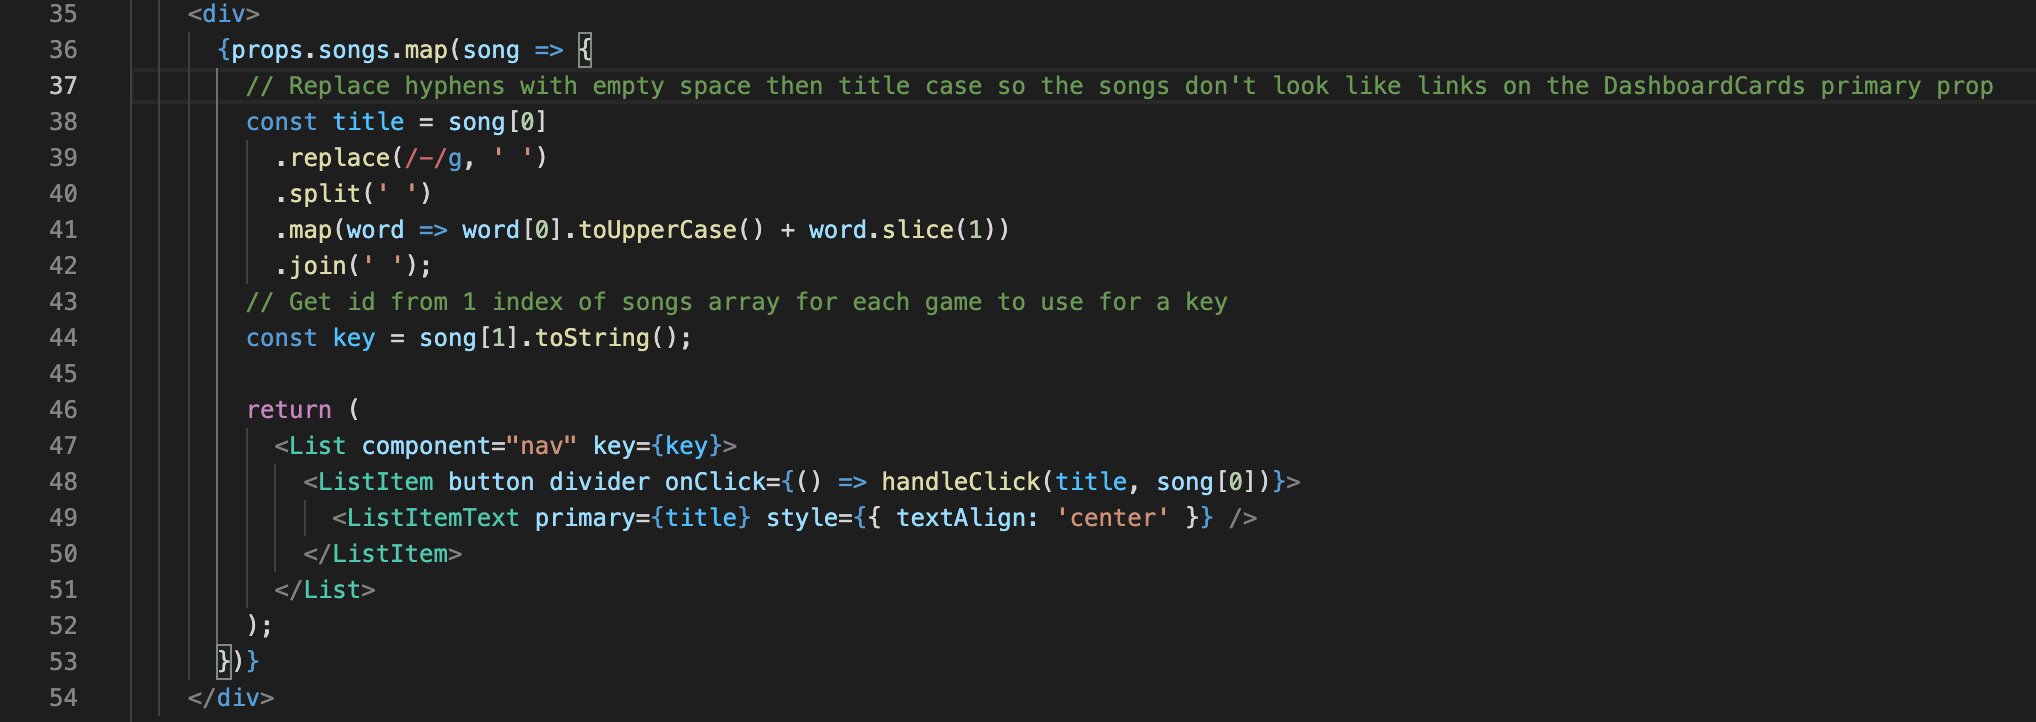 35 <div>
36 {props.songs.map(song => {
37 // Replace hyphens with empty space then title case so the songs don't look like links on the DashboardCards primary prop
38 const title = song[0]
39 .replace(/-/g, ' ')
40 .split(' ')
41 .map(word => word[0].toUpperCase() + word.slice(1))
42 .join(' ');
43 // Get id from 1 index of songs array for each game to use for a key
44 const key = song[1].toString();
45
46 return (
47 <List component="nav" key={key}>
48 <ListItem button divider onClick={() => handleClick(title, song[0])}>
49 <ListItemText primary={title} style={{ textAlign: 'center' }} />
50 </ListItem>
51 </List>
52 );
53 })}
54 </div>